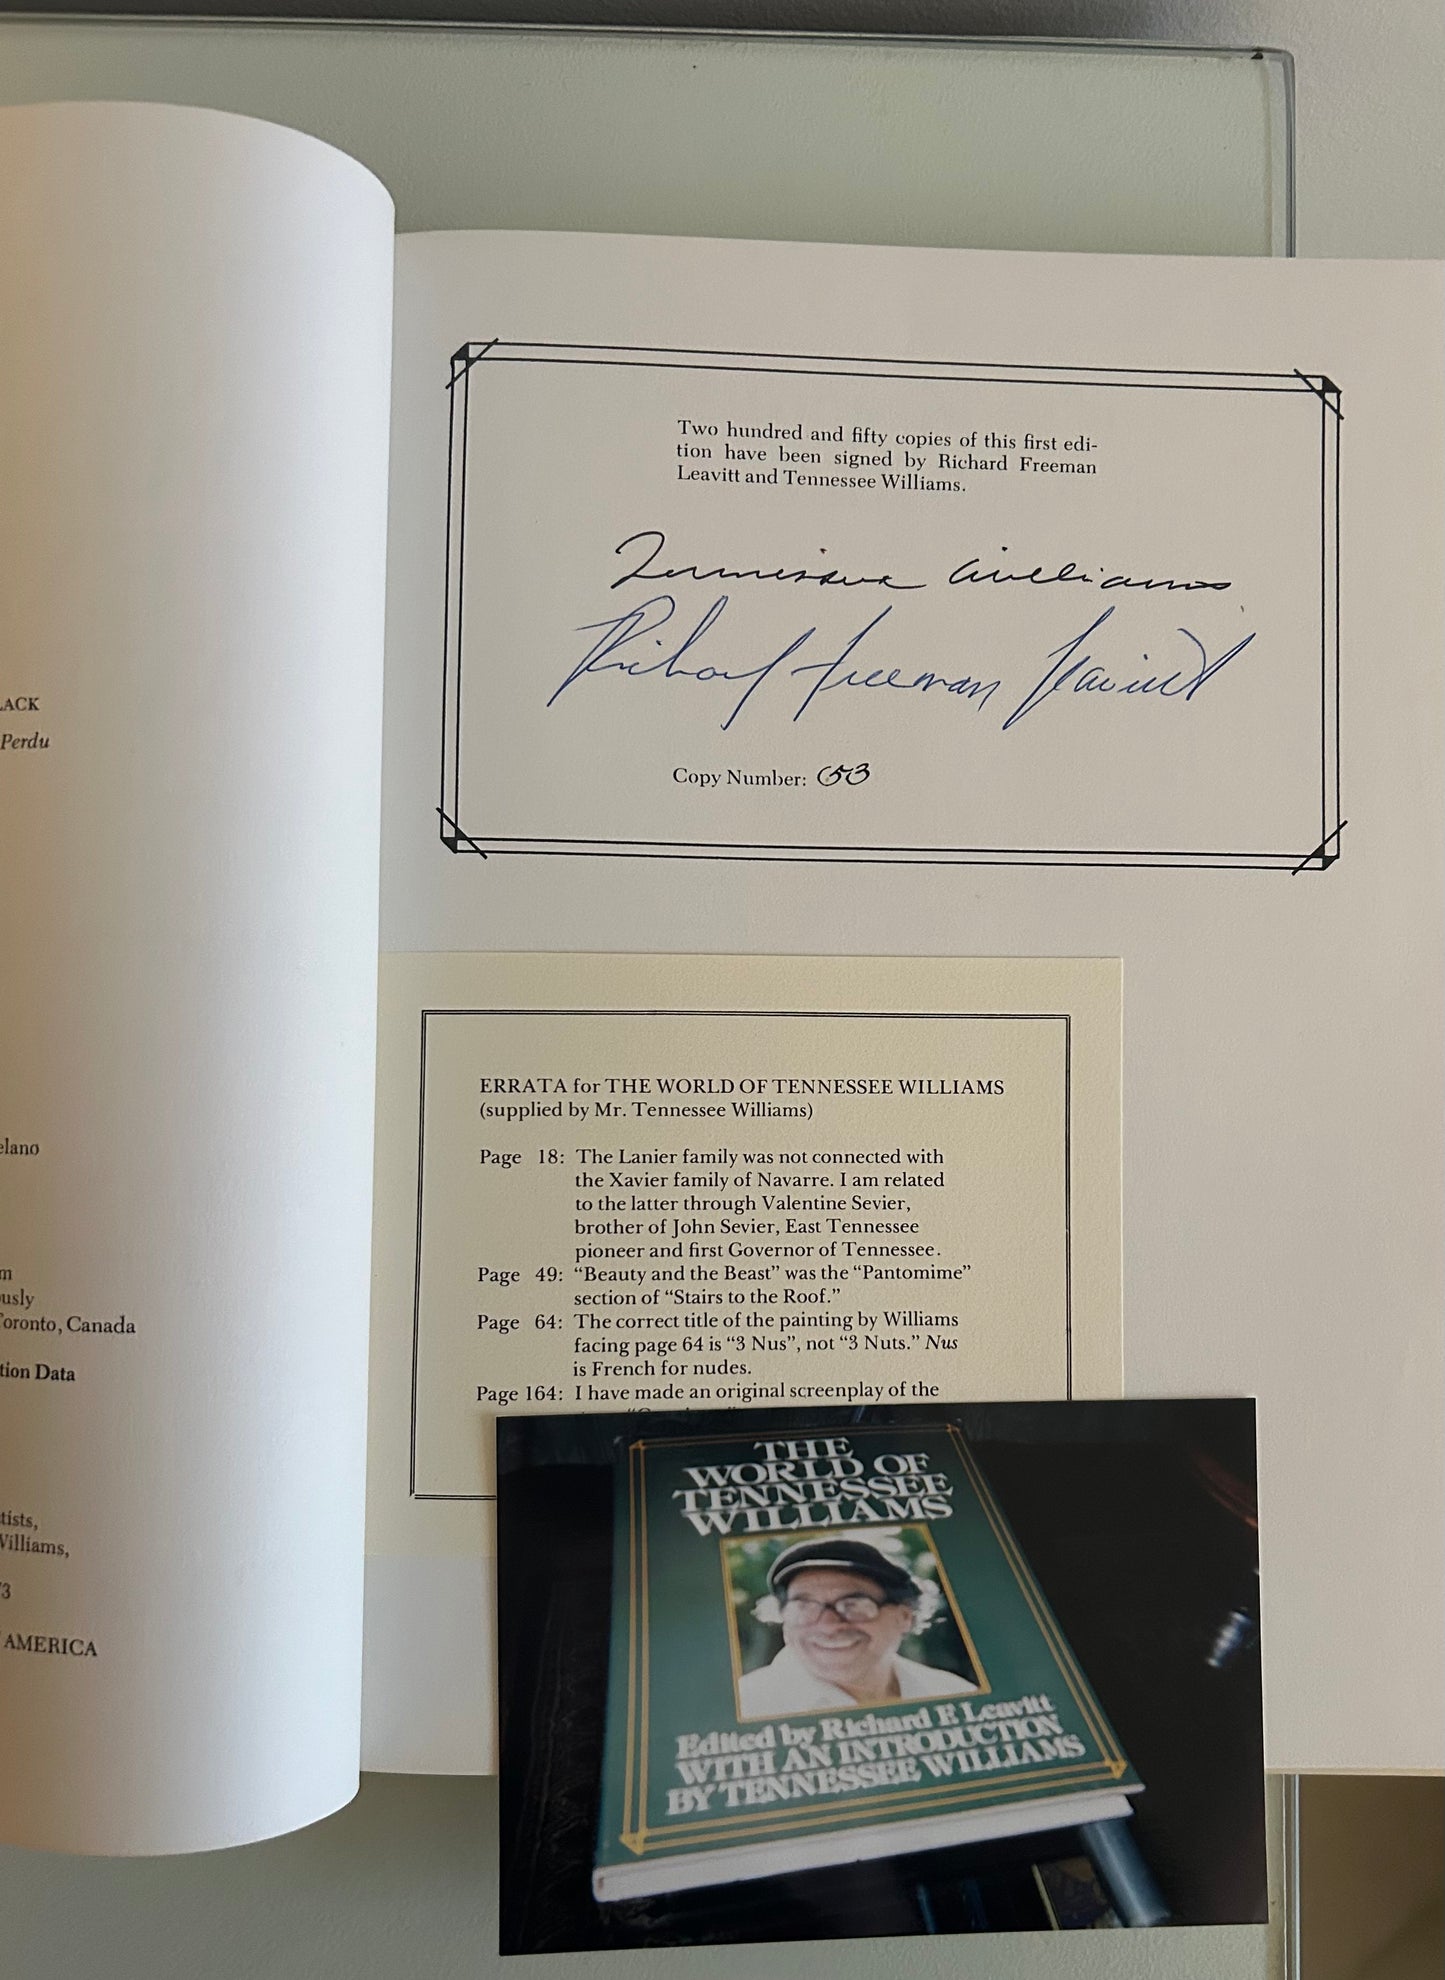 LACK
Perdu
elano
m
usly
Toronto, Canada
tion Data
tists,
Williams,
73
AMERICA
Two hundred and fifty copies of this first edi-
tion have been signed by Richard Freeman
Leavitt and Tennessee Williams.
Tennessee Williams
Richard Freeman Leavitt
Copy Number: 053
ERRATA for THE WORLD OF TENNESSEE WILLIAMS
(supplied by Mr. Tennessee Williams)
Page 18: The Lanier family was not connected with
the Xavier family of Navarre. I am related
to the latter through Valentine Sevier,
brother of John Sevier, East Tennessee
pioneer and first Governor of Tennessee.
Page 49: “Beauty and the Beast” was the “Pantomime”
section of “Stairs to the Roof.”
Page 64: The correct title of the painting by Williams
facing page 64 is “3 Nus”, not “3 Nuts.” Nus
is French for nudes.
Page 164: I have made an original screenplay of the
THE
WORLD OF
TENNESSEE
WILLIAMS
Edited by Richard F. Leavitt
WITH AN INTRODUCTION
BY TENNESSEE WILLIAMS